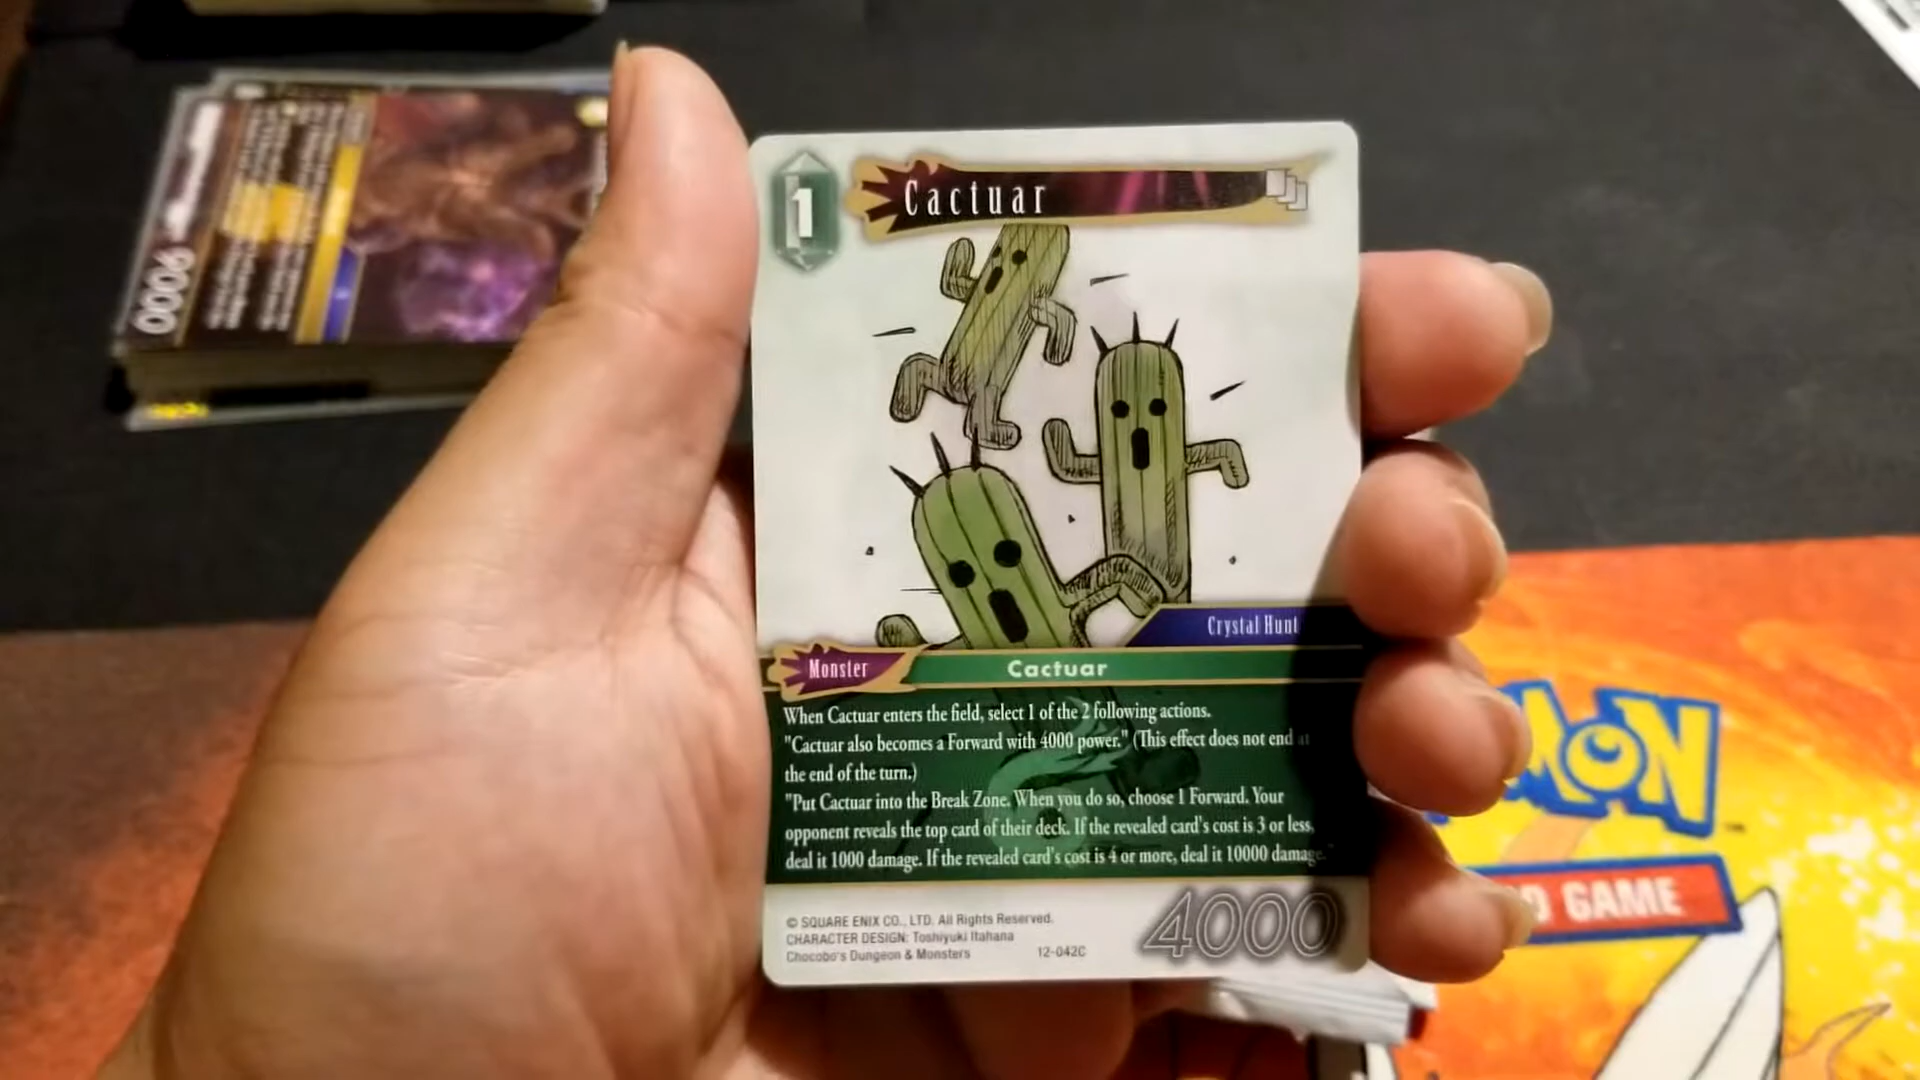 1
Cactuar
Crystal Hunt
Monster
Cactuar
When Cactuar enters the field, select 1 of the 2 following actions.
"Cactuar also becomes a Forward with 4000 power." (This effect does not end at
the end of the turn.)
"Put Cactuar into the Break Zone. When you do so, choose 1 Forward. Your
opponent reveals the top card of their deck. If the revealed card's cost is 3 or less,
deal it 1000 damage. If the revealed card's cost is 4 or more, deal it 10000 damage."
© SQUARE ENIX CO., LTD. All Rights Reserved.
CHARACTER DESIGN: Toshiyuki Itahana
Chocobo's Dungeon & Monsters 12-042C
4000
9000
GAME